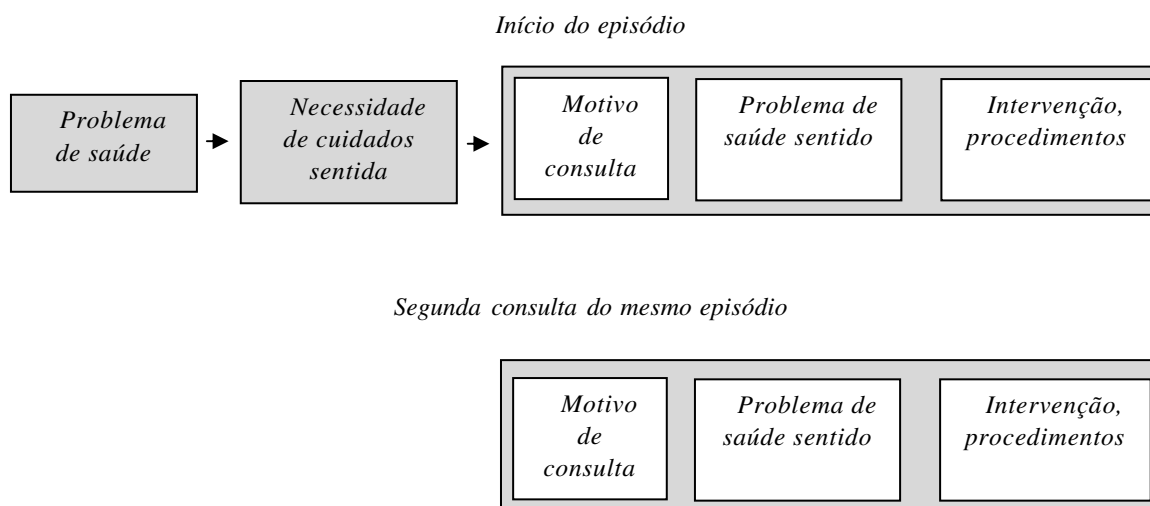 Início do episódio
Problema
de saúde
Necessidade
de cuidados
sentida
Motivo
de
consulta
Problema de
saúde sentido
Intervenção,
procedimentos
Segunda consulta do mesmo episódio
Motivo
de
consulta
Problema de
saúde sentido
Intervenção,
procedimentos